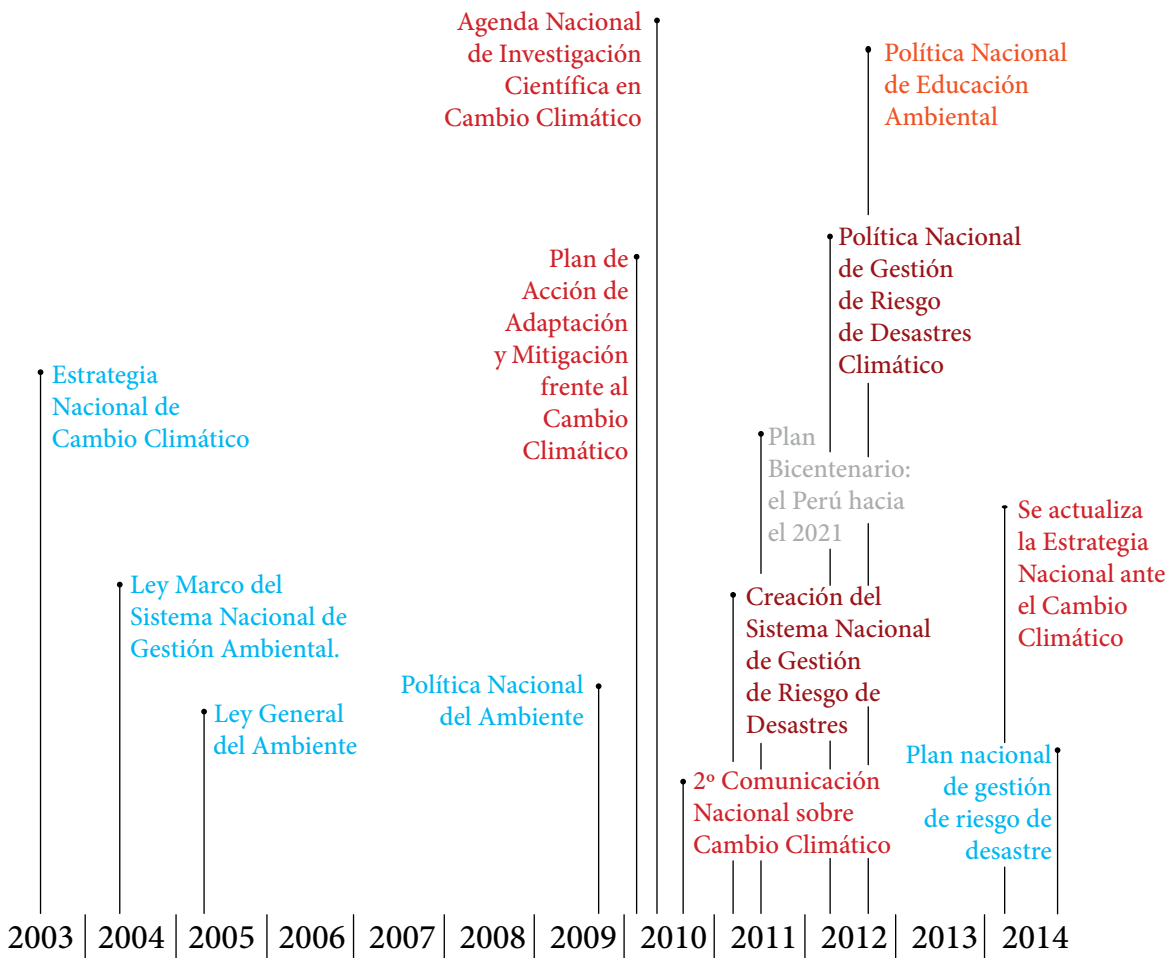 Agenda Nacional
de Investigación
Científica en
Cambio Climático
Política Nacional
de Educación
Ambiental
Plan de
Acción de
Adaptación
y Mitigación
frente al
Cambio
Climático
Política Nacional
de Gestión
de Riesgo
de Desastres
Climático
Estrategia
Nacional de
Cambio Climático
Plan
Bicentenario:
el Perú hacia
el 2021
Se actualiza
la Estrategia
Nacional ante
el Cambio
Climático
Ley Marco del
Sistema Nacional de
Gestión Ambiental.
Creación del
Sistema Nacional
de Gestión
de Riesgo de
Desastres
Política Nacional
del Ambiente
Ley General
del Ambiente
2º Comunicación
Nacional sobre
Cambio Climático
Plan nacional
de gestión
de riesgo de
desastre
2003 2004 2005 2006 2007 2008 2009 2010 2011 2012 2013 2014